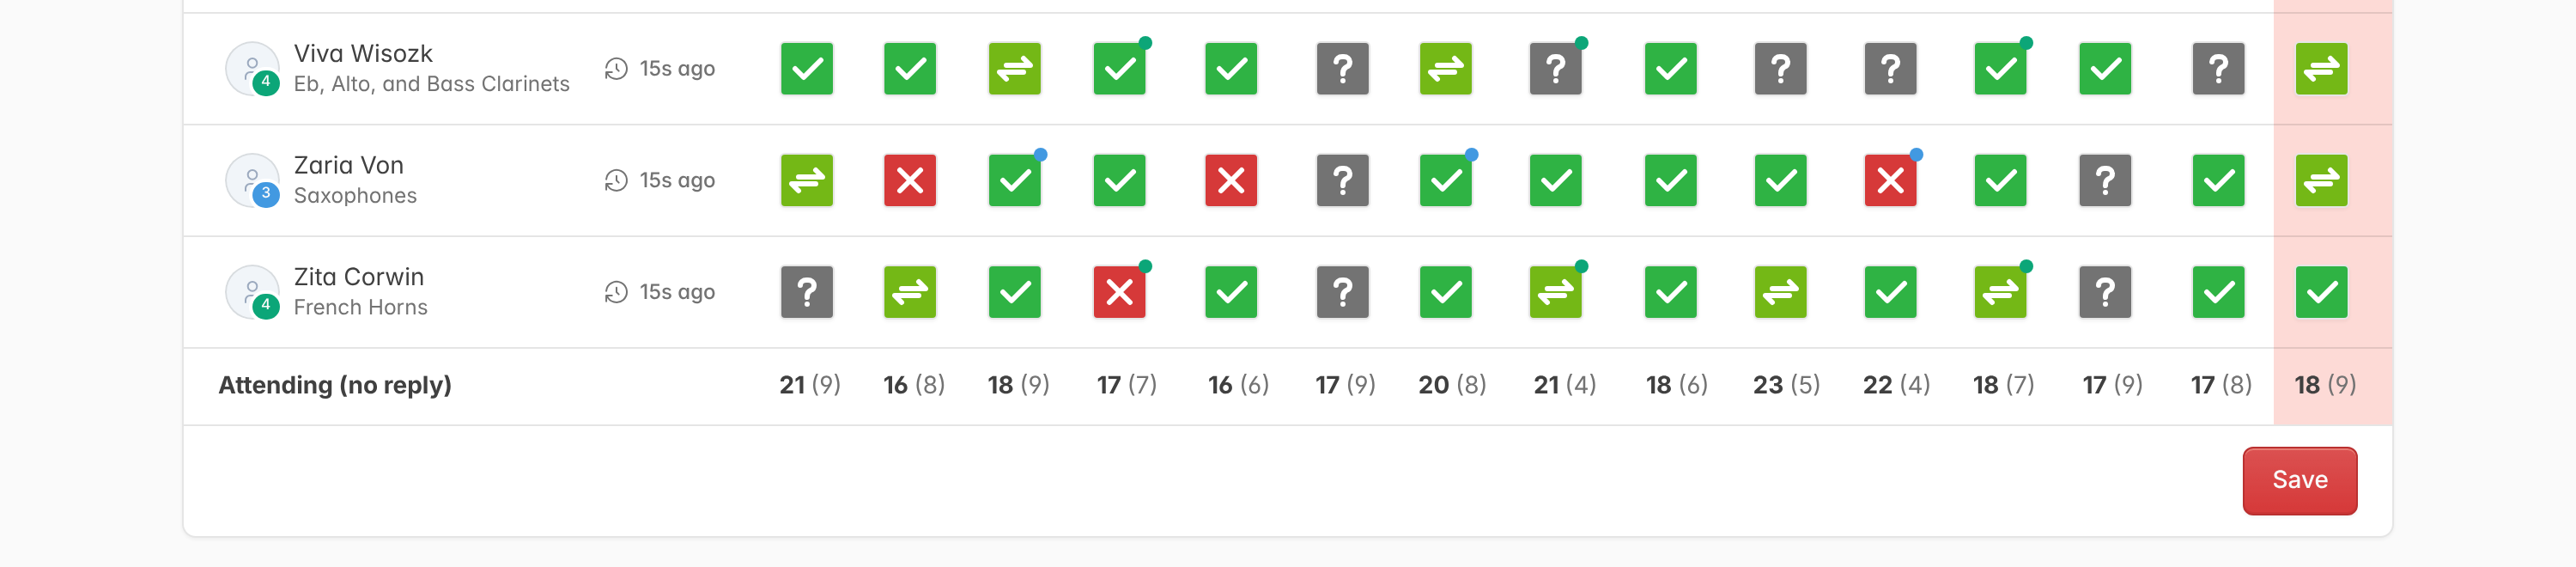 Viva Wisozk
4 Eb, Alto, and Bass Clarinets 15s ago ? ? ? ? ?
Zaria Von
3 Saxophones 15s ago ? ?
Zita Corwin
4 French Horns 15s ago ? ? ?
Attending (no reply) 21 (9) 16 (8) 18 (9) 17 (7) 16 (6) 17 (9) 20 (8) 21 (4) 18 (6) 23 (5) 22 (4) 18 (7) 17 (9) 17 (8) 18 (9)
Save